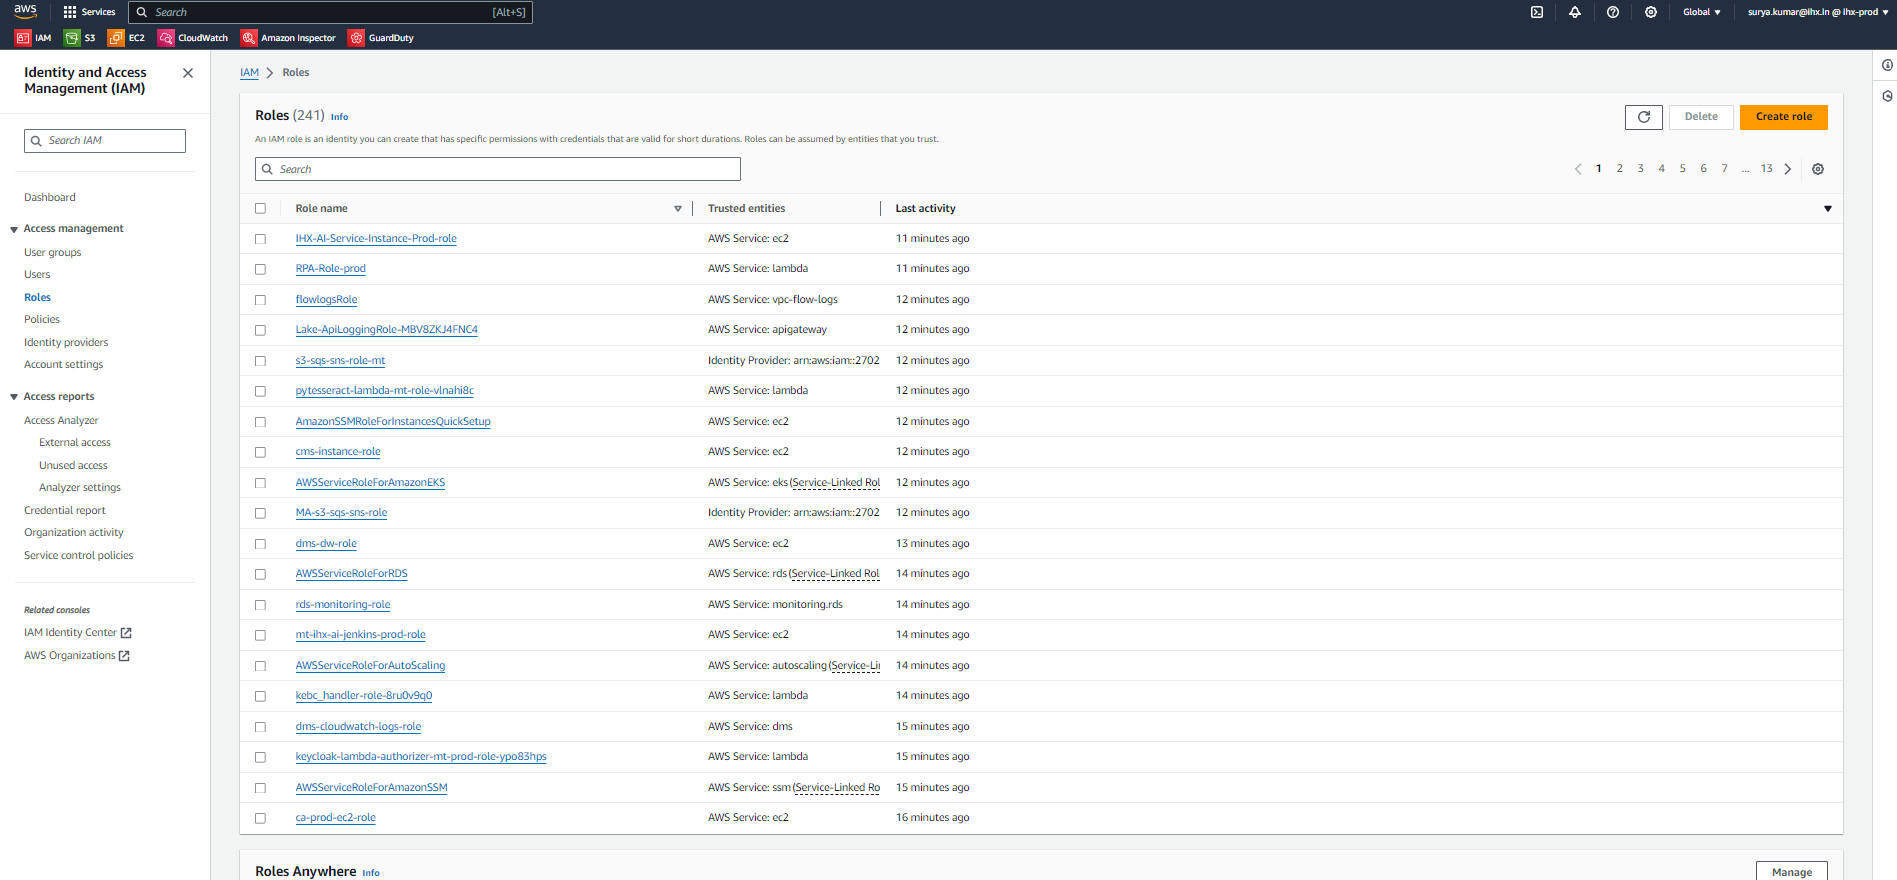 aws Services Search [Alt+S] Global surya.kumar@ihx.in @ ihx-prod
IAM S3 EC2 CloudWatch Amazon Inspector GuardDuty
Identity and Access
Management (IAM)
Search IAM
Dashboard
Access management
User groups
Users
Roles
Policies
Identity providers
Account settings
Access reports
Access Analyzer
External access
Unused access
Analyzer settings
Credential report
Organization activity
Service control policies
Related consoles
IAM Identity Center
AWS Organizations
IAM Roles
Roles (241) Info
Delete Create role
An IAM role is an identity you can create that has specific permissions with credentials that are valid for short durations. Roles can be assumed by entities that you trust.
Search
1 2 3 4 5 6 7 ... 13
Role name Trusted entities Last activity
IHX-AI-Service-Instance-Prod-role AWS Service: ec2 11 minutes ago
RPA-Role-prod AWS Service: lambda 11 minutes ago
flowlogsRole AWS Service: vpc-flow-logs 12 minutes ago
Lake-ApiLoggingRole-MBV8ZKJ4FNC4 AWS Service: apigateway 12 minutes ago
s3-sqs-sns-role-mt Identity Provider: arn:aws:iam::2702 12 minutes ago
pytesseract-lambda-mt-role-vlnahi8c AWS Service: lambda 12 minutes ago
AmazonSSMRoleForInstancesQuickSetup AWS Service: ec2 12 minutes ago
cms-instance-role AWS Service: ec2 12 minutes ago
AWSServiceRoleForAmazonEKS AWS Service: eks (Service-Linked Rol 12 minutes ago
MA-s3-sqs-sns-role Identity Provider: arn:aws:iam::2702 12 minutes ago
dms-dw-role AWS Service: ec2 13 minutes ago
AWSServiceRoleForRDS AWS Service: rds (Service-Linked Rol 14 minutes ago
rds-monitoring-role AWS Service: monitoring.rds 14 minutes ago
mt-ihx-ai-jenkins-prod-role AWS Service: ec2 14 minutes ago
AWSServiceRoleForAutoScaling AWS Service: autoscaling (Service-Li 14 minutes ago
kebc_handler-role-8ru0v9q0 AWS Service: lambda 14 minutes ago
dms-cloudwatch-logs-role AWS Service: dms 15 minutes ago
keycloak-lambda-authorizer-mt-prod-role-ypo83hps AWS Service: lambda 15 minutes ago
AWSServiceRoleForAmazonSSM AWS Service: ssm (Service-Linked Ro 15 minutes ago
ca-prod-ec2-role AWS Service: ec2 16 minutes ago
Roles Anywhere Info
Manage